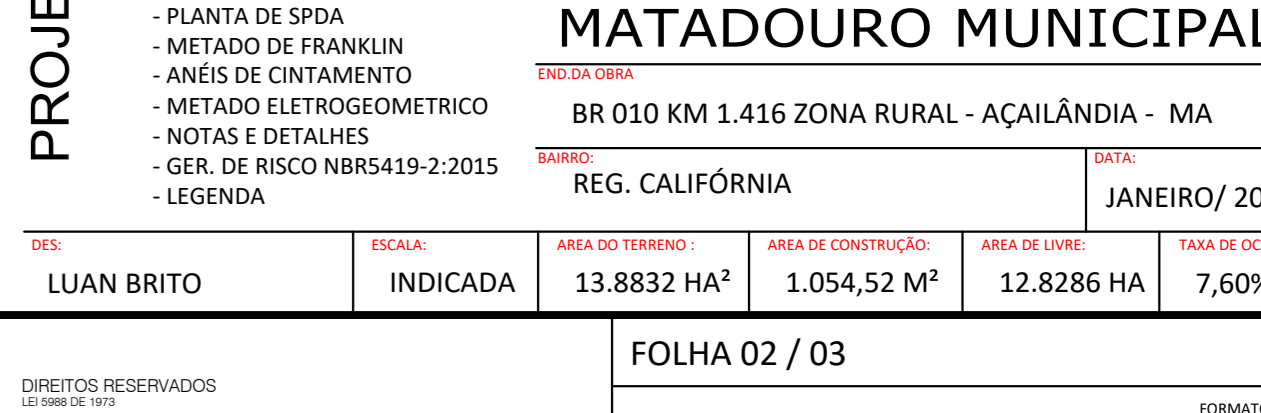 PROJE
- PLANTA DE SPDA
- METADO DE FRANKLIN
- ANÉIS DE CINTAMENTO
- METADO ELETROGEOMETRICO
- NOTAS E DETALHES
- GER. DE RISCO NBR5419-2:2015
- LEGENDA
MATADOURO MUNICIPAL
END.DA OBRA
BR 010 KM 1.416 ZONA RURAL - AÇAILÂNDIA - MA
BAIRRO:
REG. CALIFÓRNIA
DATA:
JANEIRO/ 20
DES:
LUAN BRITO
ESCALA:
INDICADA
AREA DO TERRENO :
13.8832 HA²
AREA DE CONSTRUÇÃO:
1.054,52 M²
AREA DE LIVRE:
12.8286 HA
TAXA DE OC
7,60%
FOLHA 02 / 03
DIREITOS RESERVADOS
LEI 5988 DE 1973
FORMATO